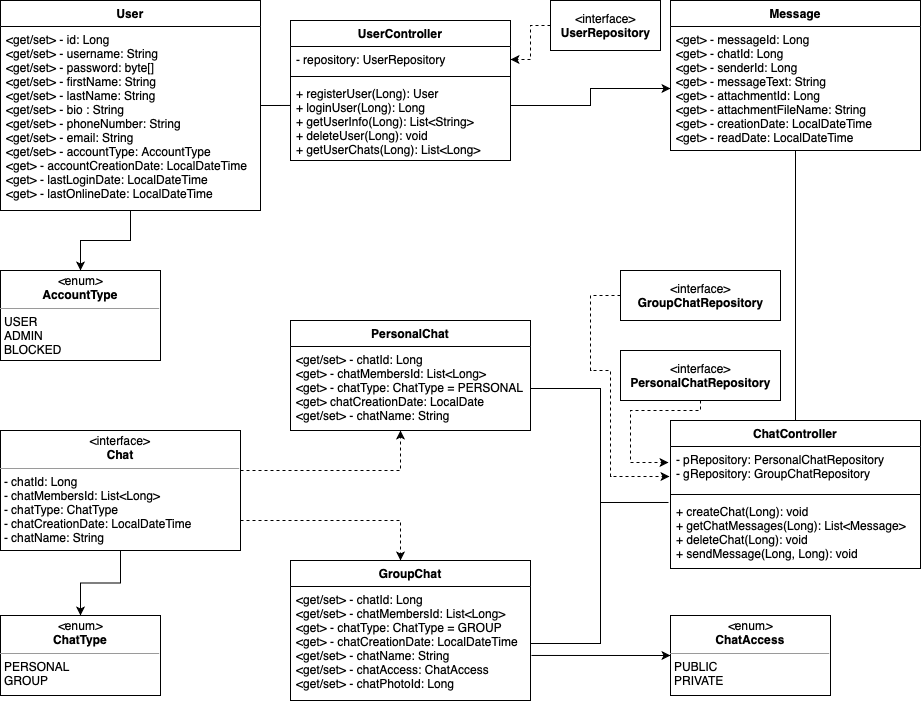 User
<get/set> - id: Long
<get/set> - username: String
<get/set> - password: byte[]
<get/set> - firstName: String
<get/set> - lastName: String
<get/set> - bio : String
<get/set> - phoneNumber: String
<get/set> - email: String
<get/set> - accountType: AccountType
<get> - accountCreationDate: LocalDateTime
<get> - lastLoginDate: LocalDateTime
<get> - lastOnlineDate: LocalDateTime
UserController
- repository: UserRepository
+ registerUser(Long): User
+ loginUser(Long): Long
+ getUserInfo(Long): List<String>
+ deleteUser(Long): void
+ getUserChats(Long): List<Long>
<interface>
UserRepository
Message
<get> - messageId: Long
<get> - chatId: Long
<get> - senderId: Long
<get> - messageText: String
<get> - attachmentId: Long
<get> - attachmentFileName: String
<get> - creationDate: LocalDateTime
<get> - readDate: LocalDateTime
<enum>
AccountType
USER
ADMIN
BLOCKED
<interface>
GroupChatRepository
<interface>
PersonalChatRepository
PersonalChat
<get/set> - chatId: Long
<get> - chatMembersId: List<Long>
<get> - chatType: ChatType = PERSONAL
<get> chatCreationDate: LocalDate
<get/set> - chatName: String
<interface>
Chat
- chatId: Long
- chatMembersId: List<Long>
- chatType: ChatType
- chatCreationDate: LocalDateTime
- chatName: String
ChatController
- pRepository: PersonalChatRepository
- gRepository: GroupChatRepository
+ createChat(Long): void
+ getChatMessages(Long): List<Message>
+ deleteChat(Long): void
+ sendMessage(Long, Long): void
GroupChat
<get/set> - chatId: Long
<get/set> - chatMembersId: List<Long>
<get> - chatType: ChatType = GROUP
<get> - chatCreationDate: LocalDateTime
<get/set> - chatName: String
<get/set> - chatAccess: ChatAccess
<get/set> - chatPhotoId: Long
<enum>
ChatType
PERSONAL
GROUP
<enum>
ChatAccess
PUBLIC
PRIVATE